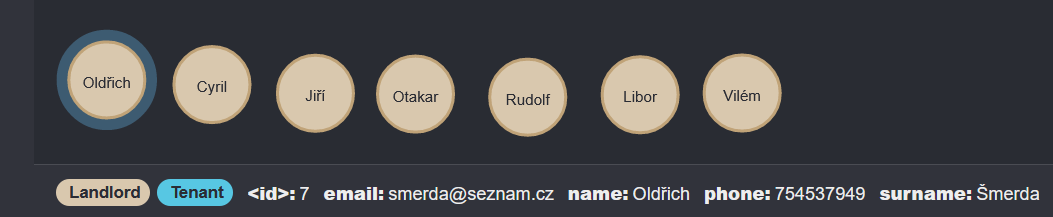 Oldřich Cyril Jiří Otakar Rudolf Libor Vilém
Landlord Tenant <id>: 7 email: smerda@seznam.cz name: Oldřich phone: 754537949 surname: Šmerda